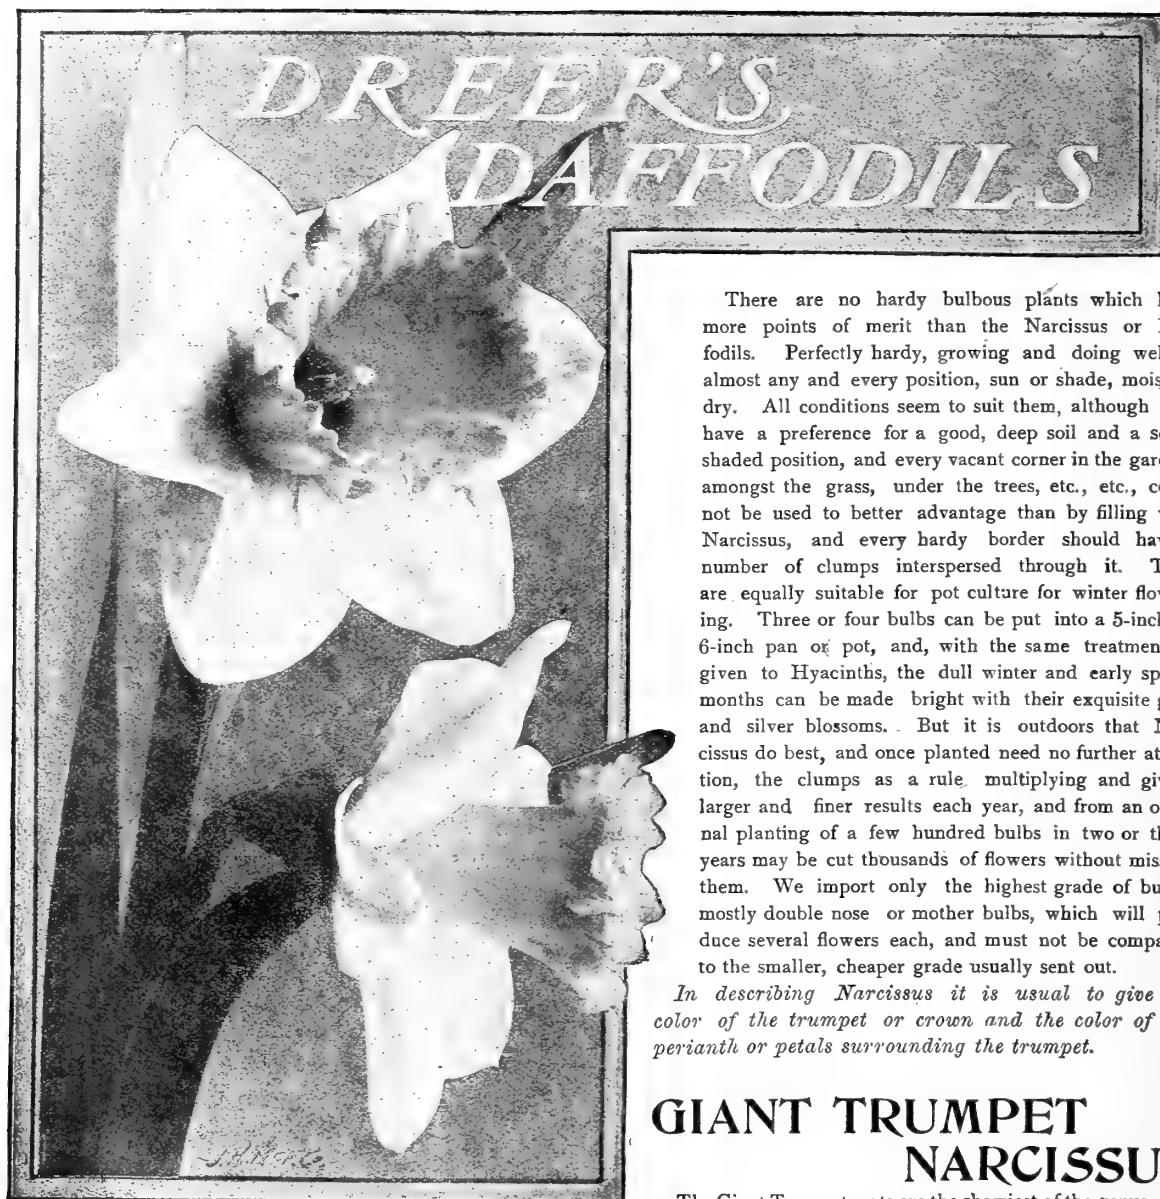 DREER'S
DAFFODILS
There are no hardy bulbous plants which
more points of merit than the Narcissus or
fodils. Perfectly hardy, growing and doing wel
almost any and every position, sun or shade, mois
dry. All conditions seem to suit them, although
have a preference for a good, deep soil and a s
shaded position, and every vacant corner in the gar
amongst the grass, under the trees, etc., etc., c
not be used to better advantage than by filling
Narcissus, and every hardy border should hav
number of clumps interspersed through it. T
are equally suitable for pot culture for winter flow
ing. Three or four bulbs can be put into a 5-inch
6-inch pan or pot, and, with the same treatmen
given to Hyacinths, the dull winter and early sp
months can be made bright with their exquisite g
and silver blossoms. But it is outdoors that N
cissus do best, and once planted need no further at
tion, the clumps as a rule multiplying and giv
larger and finer results each year, and from an o
nal planting of a few hundred bulbs in two or th
years may be cut thousands of flowers without mis
them. We import only the highest grade of bu
mostly double nose or mother bulbs, which will p
duce several flowers each, and must not be compa
to the smaller, cheaper grade usually sent out.
In describing Narcissus it is usual to give
color of the trumpet or crown and the color of
perianth or petals surrounding the trumpet.
GIANT TRUMPET
NARCISSU